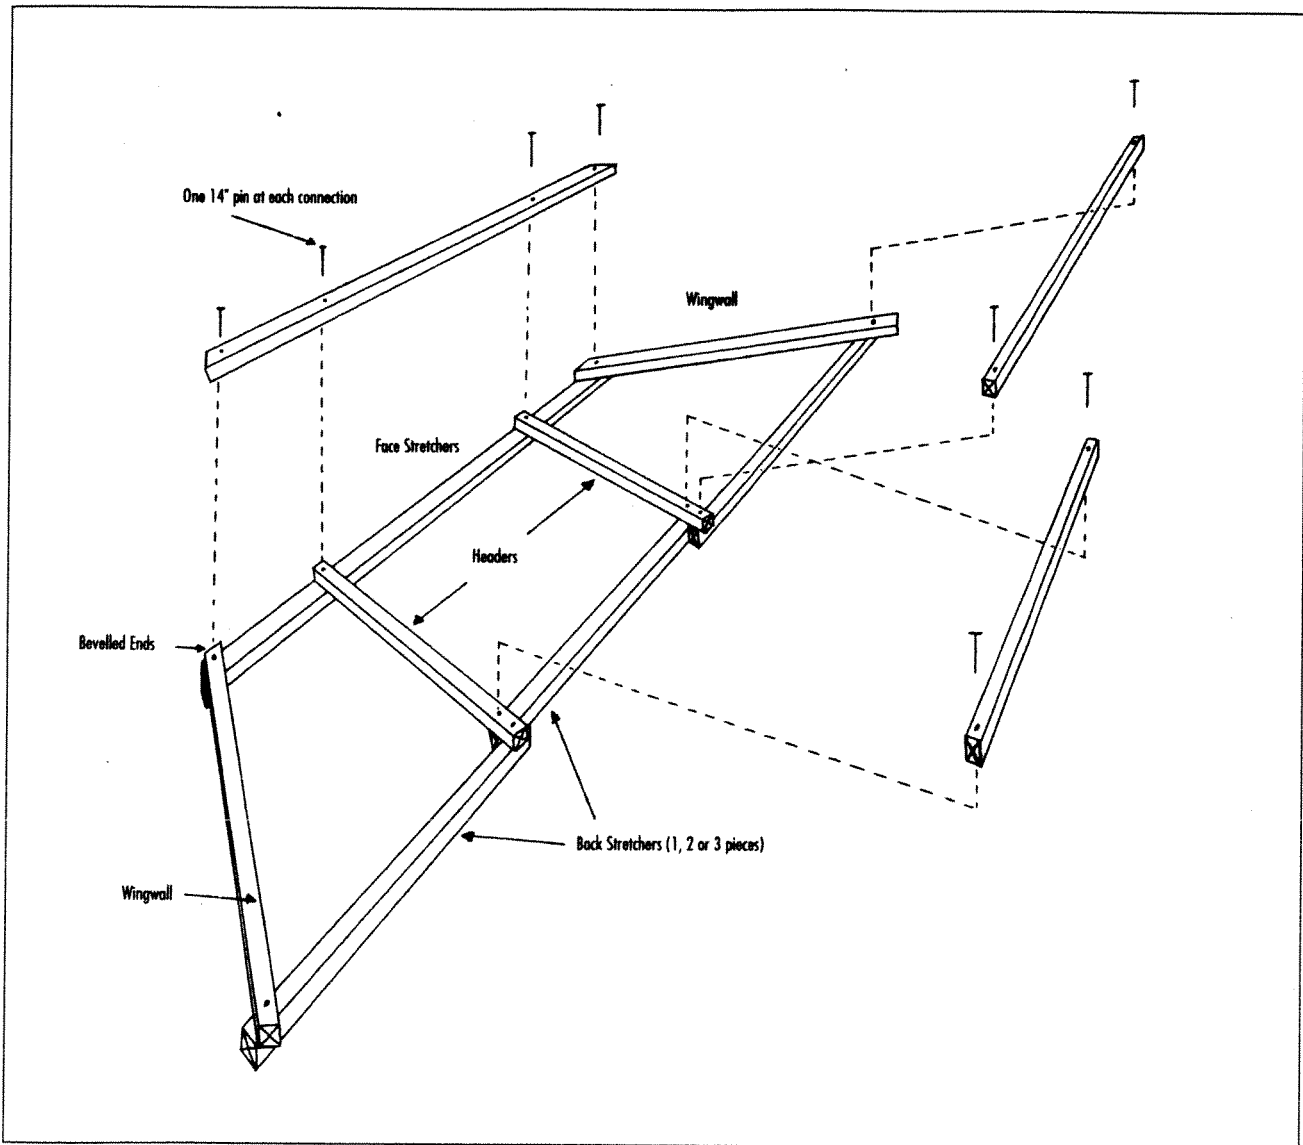 One 14" pin at each connection
Wingwall
Face Stretchers
Headers
Bevelled Ends
Back Stretchers (1, 2 or 3 pieces)
Wingwall